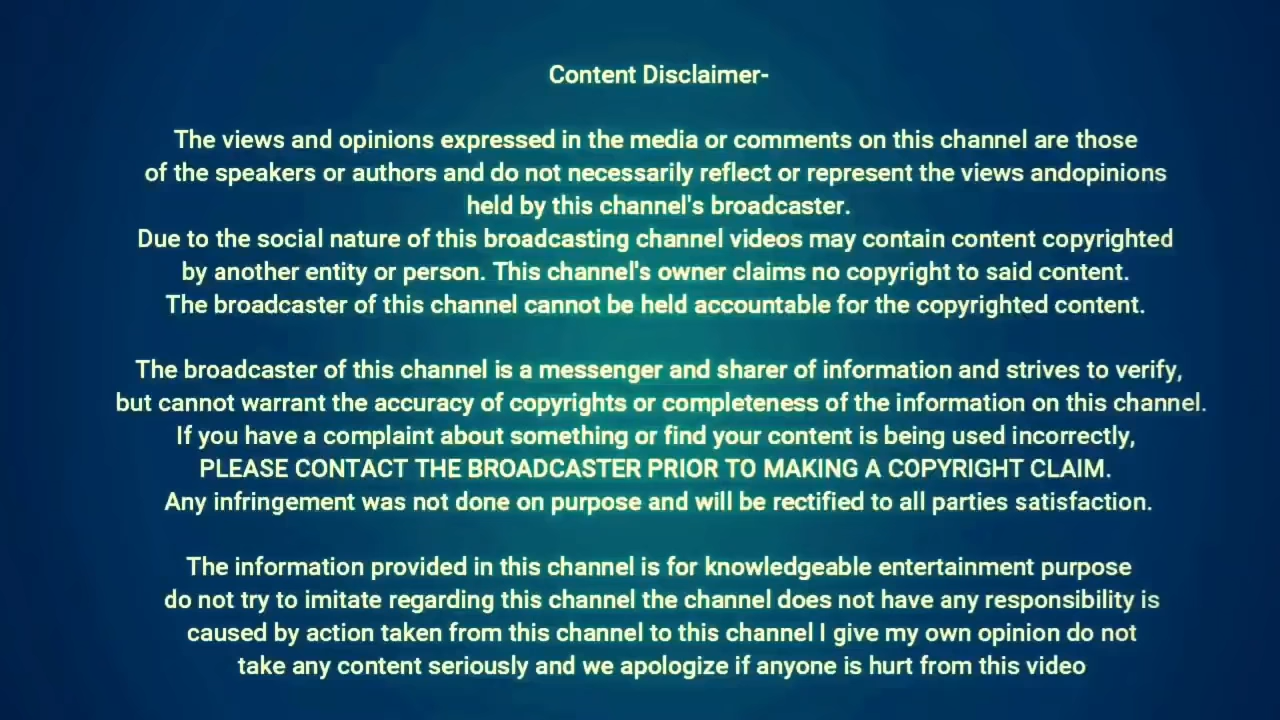 Content Disclaimer-
The views and opinions expressed in the media or comments on this channel are those
of the speakers or authors and do not necessarily reflect or represent the views andopinions
held by this channel's broadcaster.
Due to the social nature of this broadcasting channel videos may contain content copyrighted
by another entity or person. This channel's owner claims no copyright to said content.
The broadcaster of this channel cannot be held accountable for the copyrighted content.
The broadcaster of this channel is a messenger and sharer of information and strives to verify,
but cannot warrant the accuracy of copyrights or completeness of the information on this channel.
If you have a complaint about something or find your content is being used incorrectly,
PLEASE CONTACT THE BROADCASTER PRIOR TO MAKING A COPYRIGHT CLAIM.
Any infringement was not done on purpose and will be rectified to all parties satisfaction.
The information provided in this channel is for knowledgeable entertainment purpose
do not try to imitate regarding this channel the channel does not have any responsibility is
caused by action taken from this channel to this channel I give my own opinion do not
take any content seriously and we apologize if anyone is hurt from this video